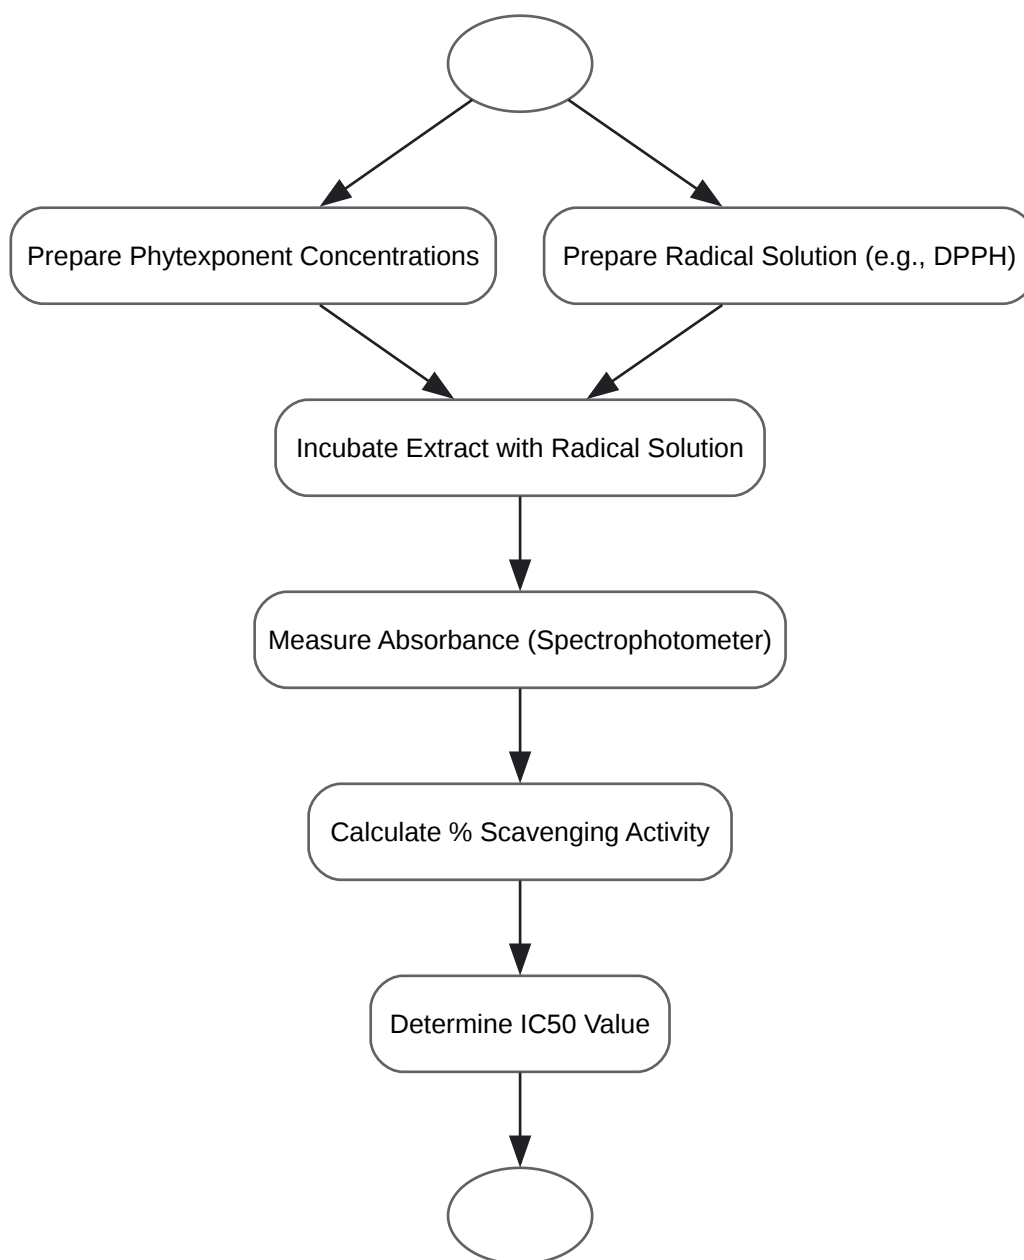 Prepare Phytexponent Concentrations
Prepare Radical Solution (e.g., DPPH)
Incubate Extract with Radical Solution
Measure Absorbance (Spectrophotometer)
Calculate % Scavenging Activity
Determine IC50 Value